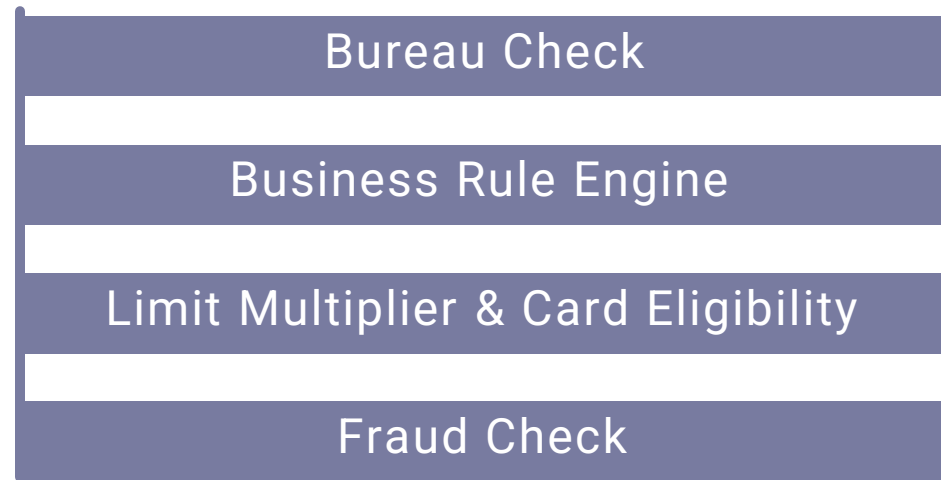 Bureau Check
Business Rule Engine
Limit Multiplier & Card Eligibility
Fraud Check